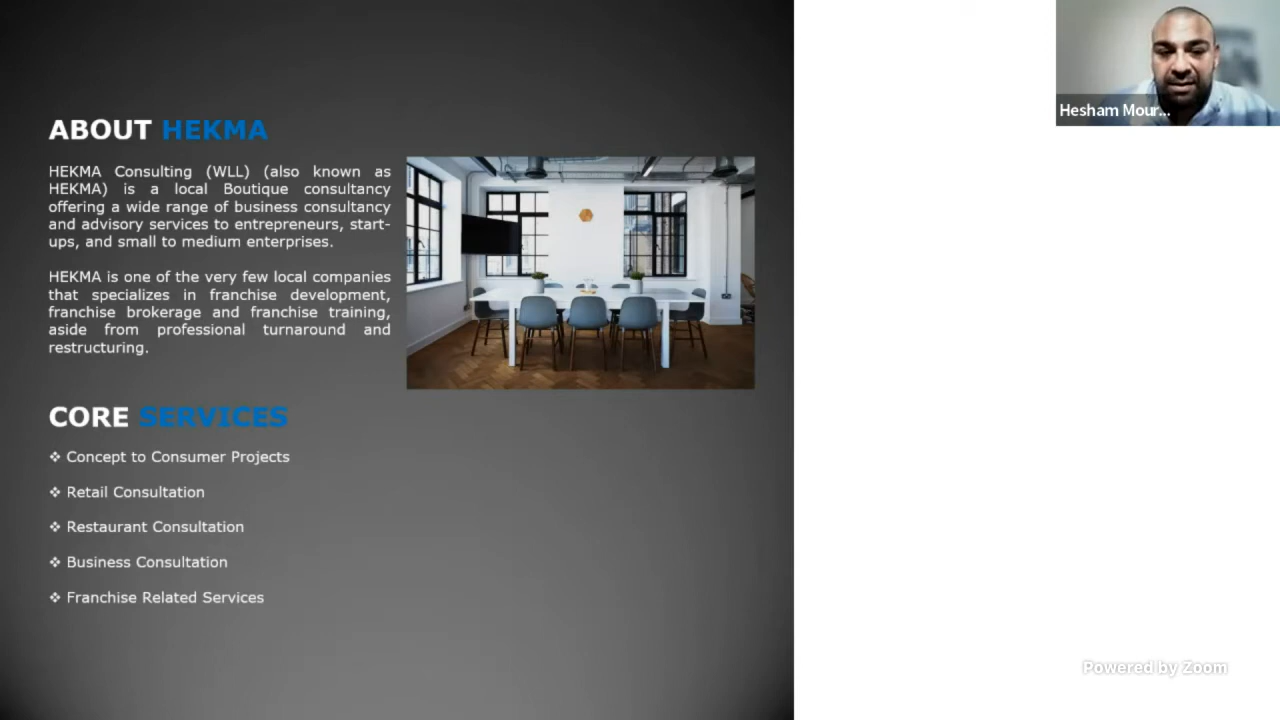 ABOUT HEKMA
HEKMA Consulting (WLL) (also known as
HEKMA) is a local Boutique consultancy
offering a wide range of business consultancy
and advisory services to entrepreneurs, start-
ups, and small to medium enterprises.
HEKMA is one of the very few local companies
that specializes in franchise development,
franchise brokerage and franchise training,
aside from professional turnaround and
restructuring.
CORE SERVICES
❖ Concept to Consumer Projects
❖ Retail Consultation
❖ Restaurant Consultation
❖ Business Consultation
❖ Franchise Related Services
Hesham Mour...
Powered by Zoom